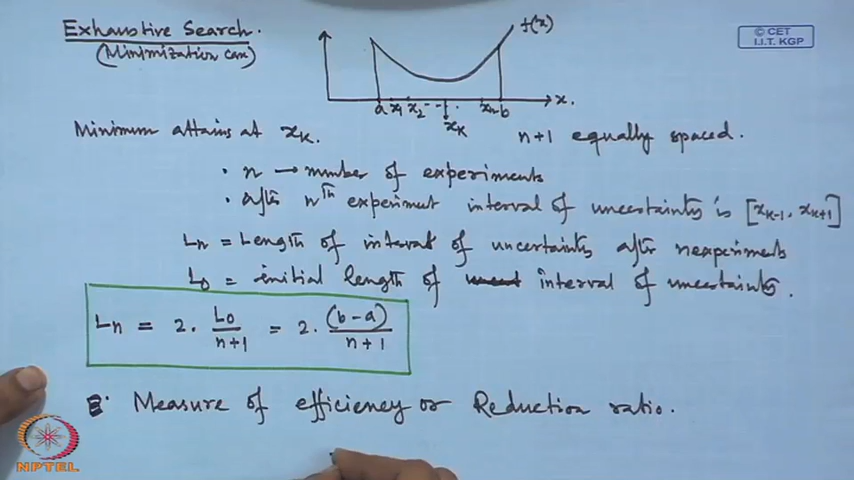 Exhaustive Search.
(Minimization Case)
f(x)
© CET
I.I.T. KGP
a x1 x2 - - - xn b x.
xk
Minimum attains at xk.
n+1 equally spaced.
· n → number of experiments
· after nth experiment interval of uncertainty is [xk-1, xk+1]
Ln = Length of interval of uncertainty after n experiments
L0 = initial length of interval of uncertainty.
Ln = 2. L0/(n+1) = 2. (b-a)/(n+1)
Measure of efficiency or Reduction ratio.
NPTEL